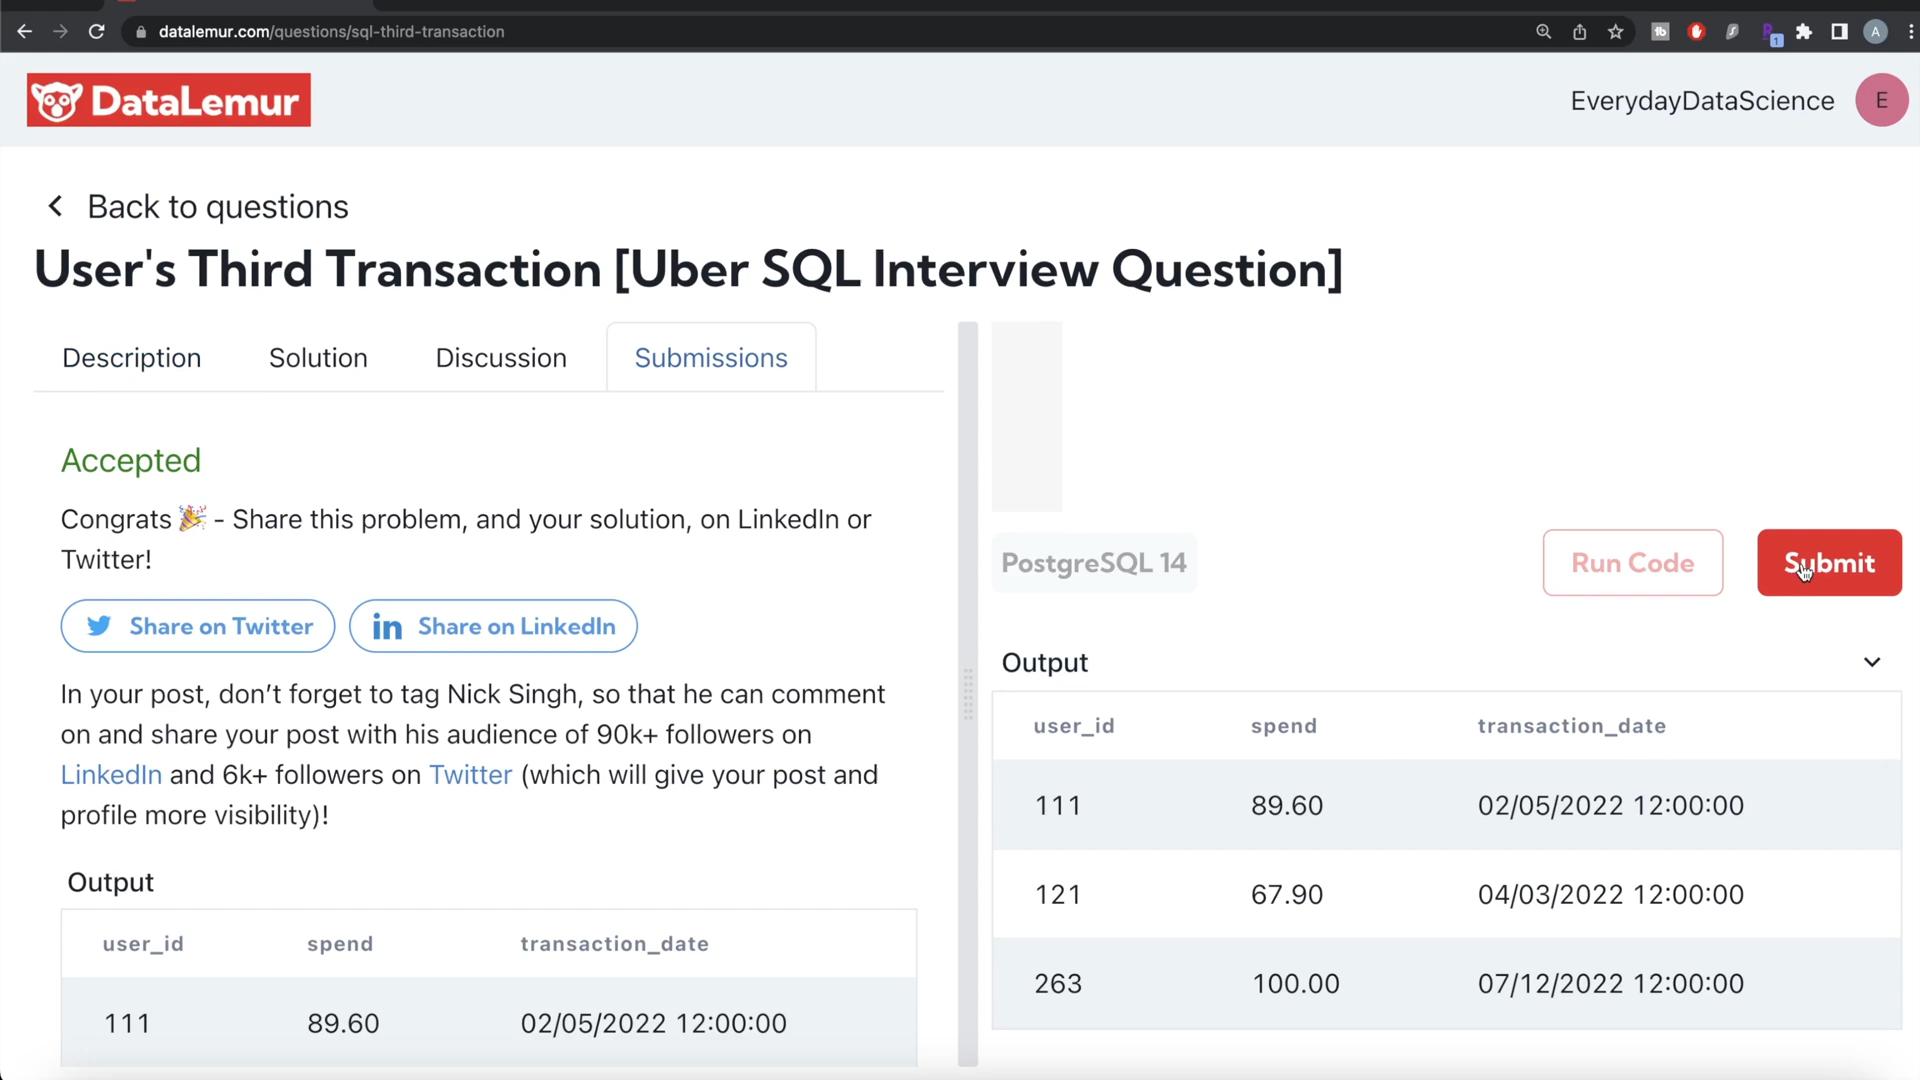 datalemur.com/questions/sql-third-transaction
tb
1
A
DataLemur
EverydayDataScience
E
Back to questions
User's Third Transaction [Uber SQL Interview Question]
Description
Solution
Discussion
Submissions
Accepted
Congrats 🎉 - Share this problem, and your solution, on LinkedIn or
Twitter!
Share on Twitter
in Share on LinkedIn
In your post, don’t forget to tag Nick Singh, so that he can comment
on and share your post with his audience of 90k+ followers on
LinkedIn and 6k+ followers on Twitter (which will give your post and
profile more visibility)!
Output
user_id spend transaction_date
111 89.60 02/05/2022 12:00:00
PostgreSQL 14
Run Code
Submit
Output
user_id spend transaction_date
111 89.60 02/05/2022 12:00:00
121 67.90 04/03/2022 12:00:00
263 100.00 07/12/2022 12:00:00